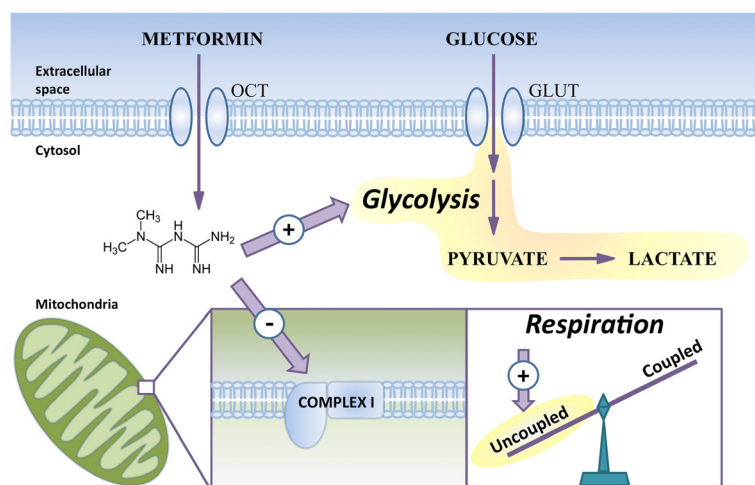 METFORMIN
GLUCOSE
Extracellular
space
OCT
GLUT
Cytosol
Glycolysis
CH₃
H
N
NH₂
N
H₃C
NH
NH
+
PYRUVATE
LACTATE
Mitochondria
-
COMPLEX I
Respiration
+
Coupled
Uncoupled